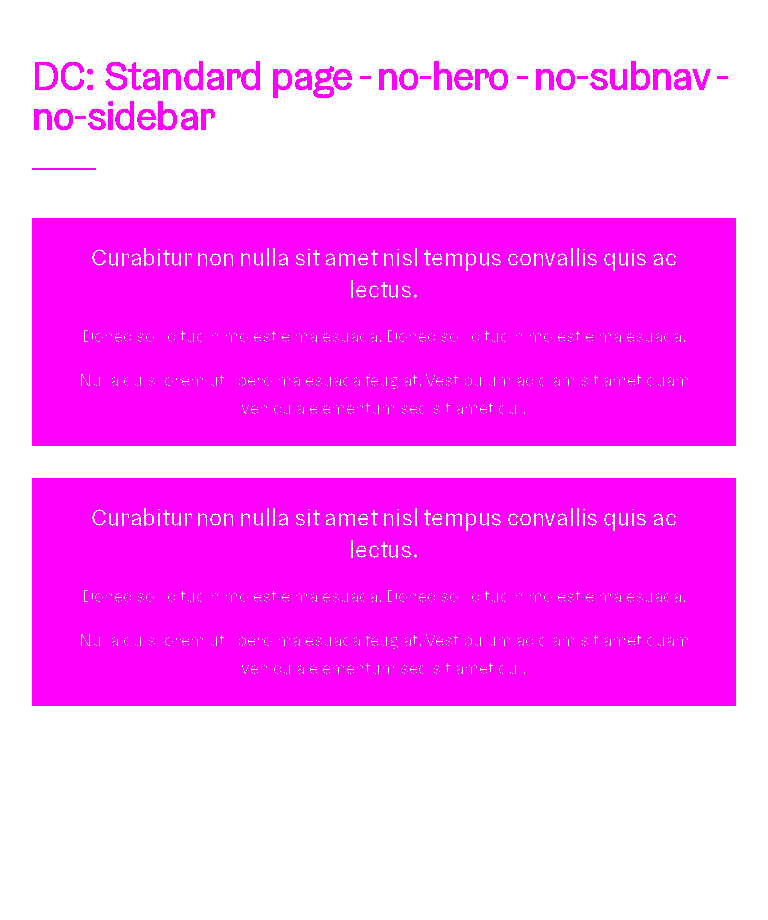 DC: Standard page - no-hero - no-subnav -
no-sidebar
Curabitur non nulla sit amet nisl tempus convallis quis ac
lectus.
Donec sollicitudin molestie malesuada. Donec sollicitudin molestie malesuada.
Nulla quis lorem ut libero malesuada feugiat. Vestibulum ac diam sit amet quam
vehicula elementum sed sit amet dui.
Curabitur non nulla sit amet nisl tempus convallis quis ac
lectus.
Donec sollicitudin molestie malesuada. Donec sollicitudin molestie malesuada.
Nulla quis lorem ut libero malesuada feugiat. Vestibulum ac diam sit amet quam
vehicula elementum sed sit amet dui.